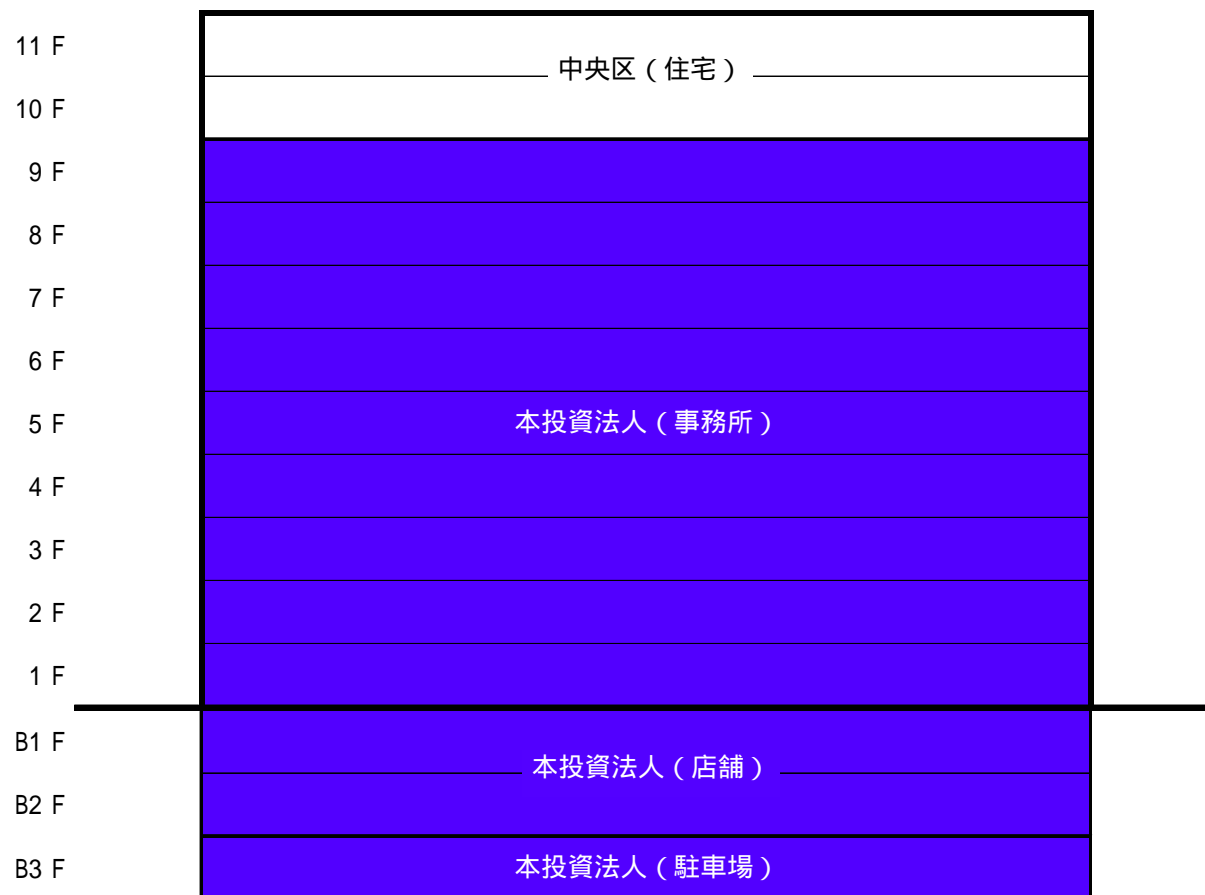 11 F
中央区（住宅）
10 F
9 F
8 F
7 F
6 F
5 F 本投資法人（事務所）
4 F
3 F
2 F
1 F
B1 F
本投資法人（店舗）
B2 F
B3 F 本投資法人（駐車場）